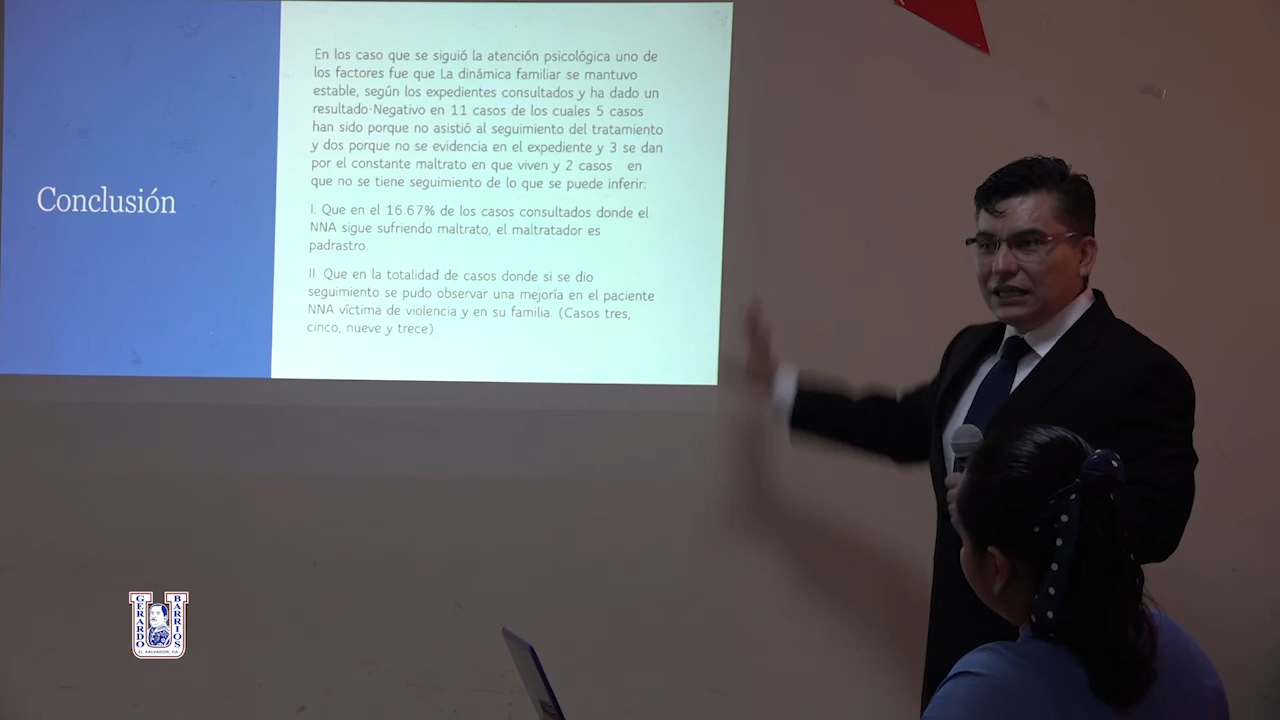 Conclusión
En los caso que se siguió la atención psicológica uno de
los factores fue que La dinámica familiar se mantuvo
estable, según los expedientes consultados y ha dado un
resultado Negativo en 11 casos de los cuales 5 casos
han sido porque no asistió al seguimiento del tratamiento
y dos porque no se evidencia en el expediente y 3 se dan
por el constante maltrato en que viven y 2 casos en
que no se tiene seguimiento de lo que se puede inferir:
I. Que en el 16.67% de los casos consultados donde el
NNA sigue sufriendo maltrato, el maltratador es
padrastro.
II. Que en la totalidad de casos donde si se dio
seguimiento se pudo observar una mejoría en el paciente
NNA víctima de violencia y en su familia. (Casos tres,
cinco, nueve y trece)
U
GERARDO
BARRIOS
EL SALVADOR, CA.